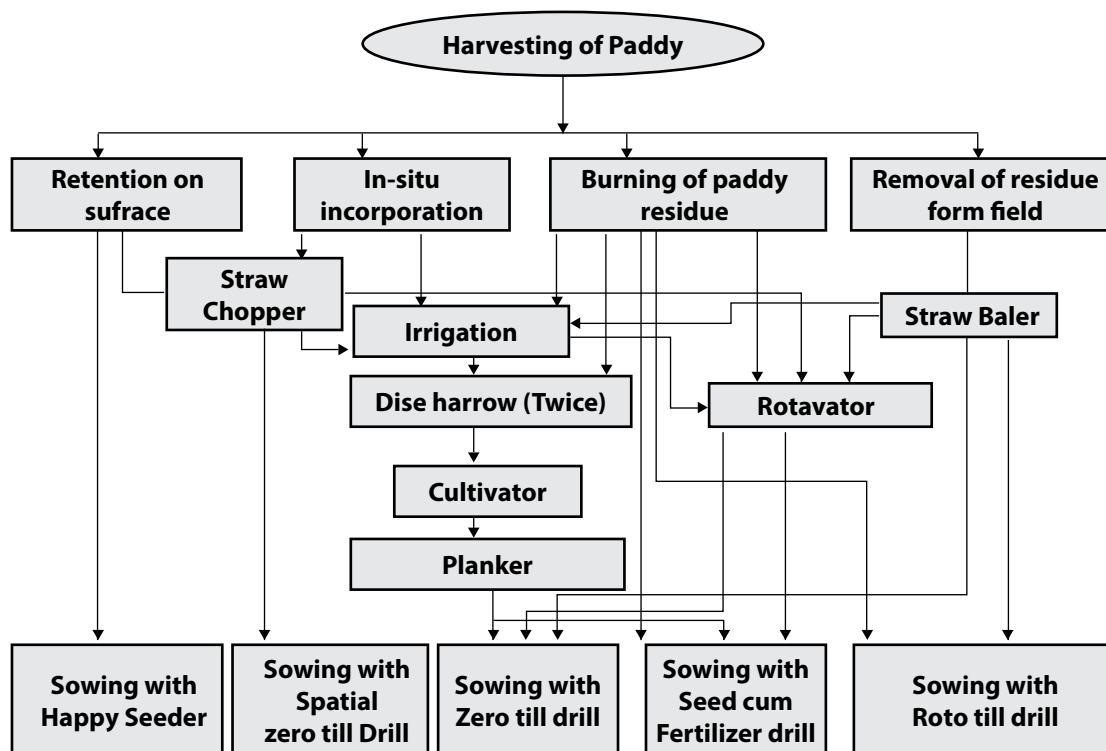 Harvesting of Paddy
Retention on
sufrace
In-situ
incorporation
Burning of paddy
residue
Removal of residue
form field
Straw
Chopper
Irrigation
Straw Baler
Dise harrow (Twice)
Rotavator
Cultivator
Planker
Sowing with
Happy Seeder
Sowing with
Spatial
zero till Drill
Sowing with
Zero till drill
Sowing with
Seed cum
Fertilizer drill
Sowing with
Roto till drill